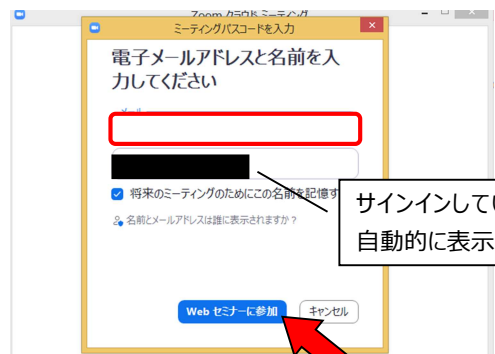 Zoom クラウド ミーティング
ミーティングパスコードを入力
電子メールアドレスと名前を入
力してください
メール
将来のミーティングのためにこの名前を記憶す
名前とメールアドレスは誰に表示されますか？
サインインしてい
自動的に表示
Web セミナーに参加
キャンセル